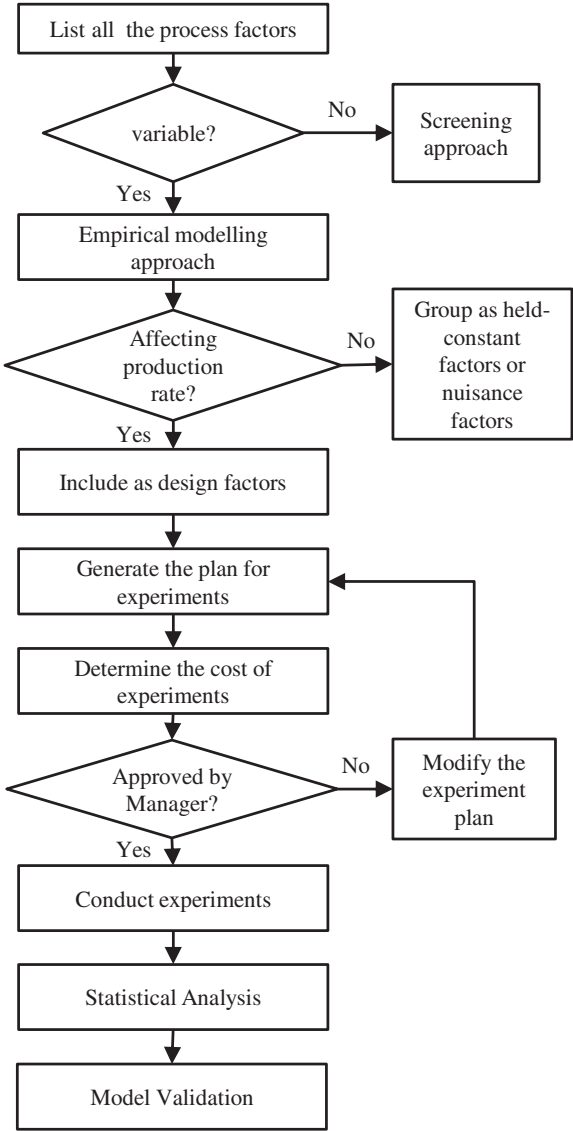 List all the process factors
variable?
No
Screening
approach
Yes
Empirical modelling
approach
Affecting
production
rate?
No
Group as held-
constant
factors or
nuisance
factors
Yes
Include as design factors
Generate the plan for
experiments
Determine the cost of
experiments
Approved by
Manager?
No
Modify the
experiment
plan
Yes
Conduct experiments
Statistical Analysis
Model Validation